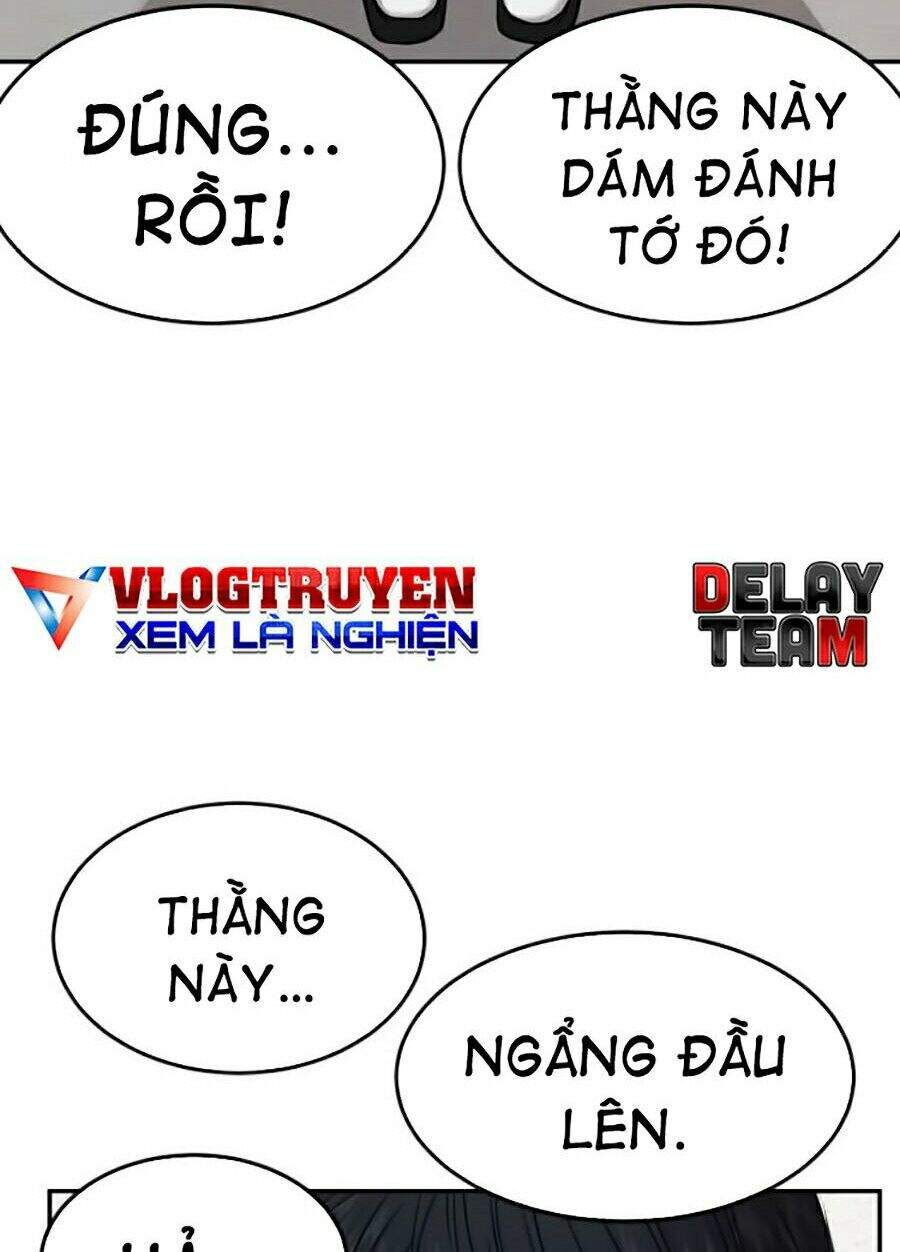 ĐÚNG...
RỒI!
THẰNG NÀY
DÁM ĐÁNH
TỚ ĐÓ!
VLOGTRUYEN
XEM LÀ NGHIỆN
DELAY
TEAM
THẰNG
NÀY...
NGẨNG ĐẦU
LÊN.